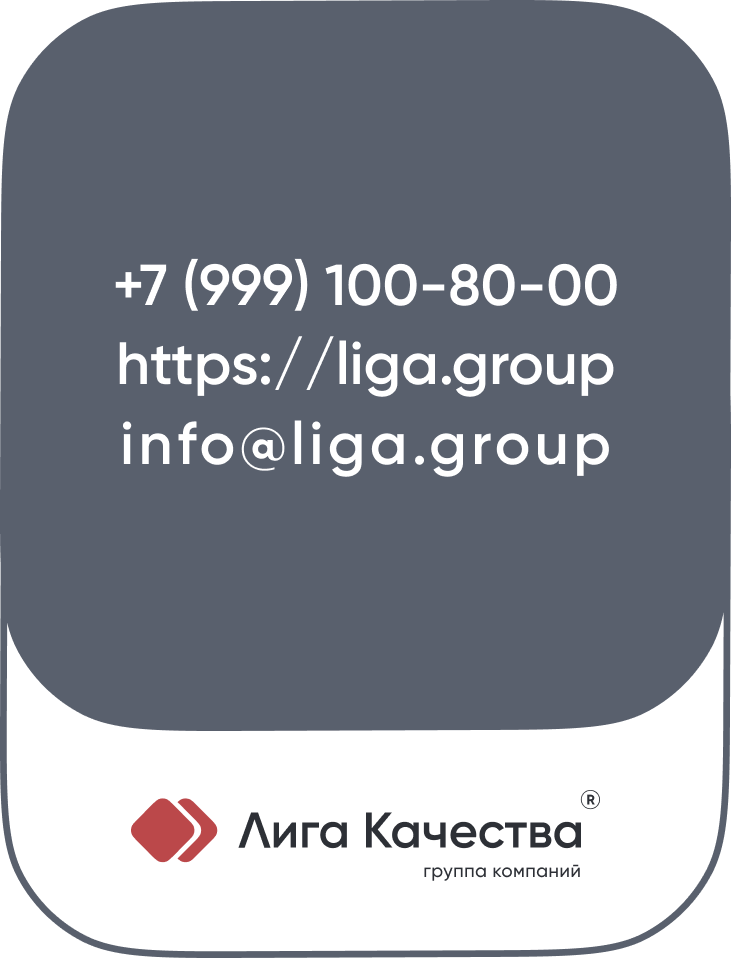 +7 (999) 100-80-00
https://liga.group
info@liga.group
Лига Качества®
группа компаний